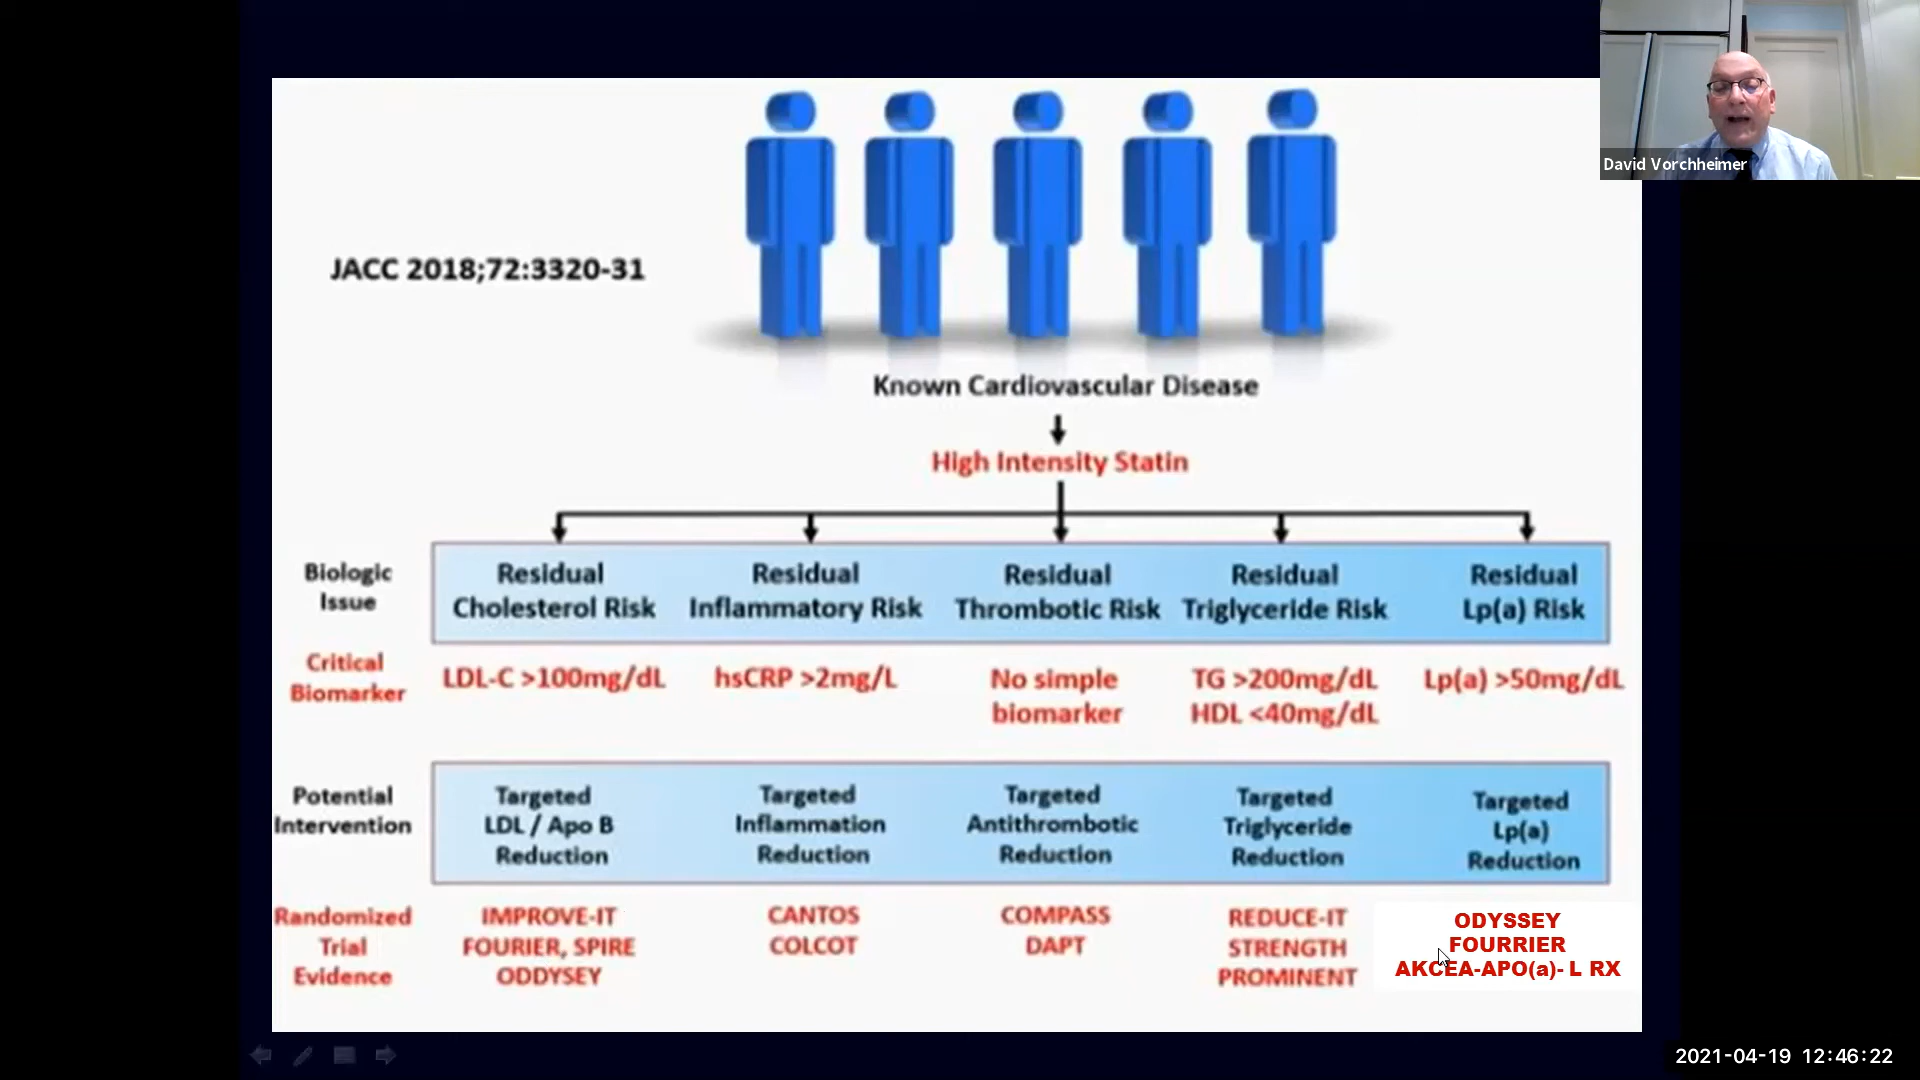 David Vorchheimer
JACC 2018;72:3320-31
Known Cardiovascular Disease
High Intensity Statin
Biologic
Issue
Residual
Cholesterol Risk
Residual
Inflammatory Risk
Residual
Thrombotic Risk
Residual
Triglyceride Risk
Residual
Lp(a) Risk
Critical
Biomarker
LDL-C >100mg/dL
hsCRP >2mg/L
No simple
biomarker
TG >200mg/dL
HDL <40mg/dL
Lp(a) >50mg/dL
Potential
Intervention
Targeted
LDL / Apo B
Reduction
Targeted
Inflammation
Reduction
Targeted
Antithrombotic
Reduction
Targeted
Triglyceride
Reduction
Targeted
Lp(a)
Reduction
Randomized
Trial
Evidence
IMPROVE-IT
FOURIER, SPIRE
ODDYSEY
CANTOS
COLCOT
COMPASS
DAPT
REDUCE-IT
STRENGTH
PROMINENT
ODYSSEY
FOURRIER
AKCEA-APO(a)- L RX
2021-04-19 12:46:22